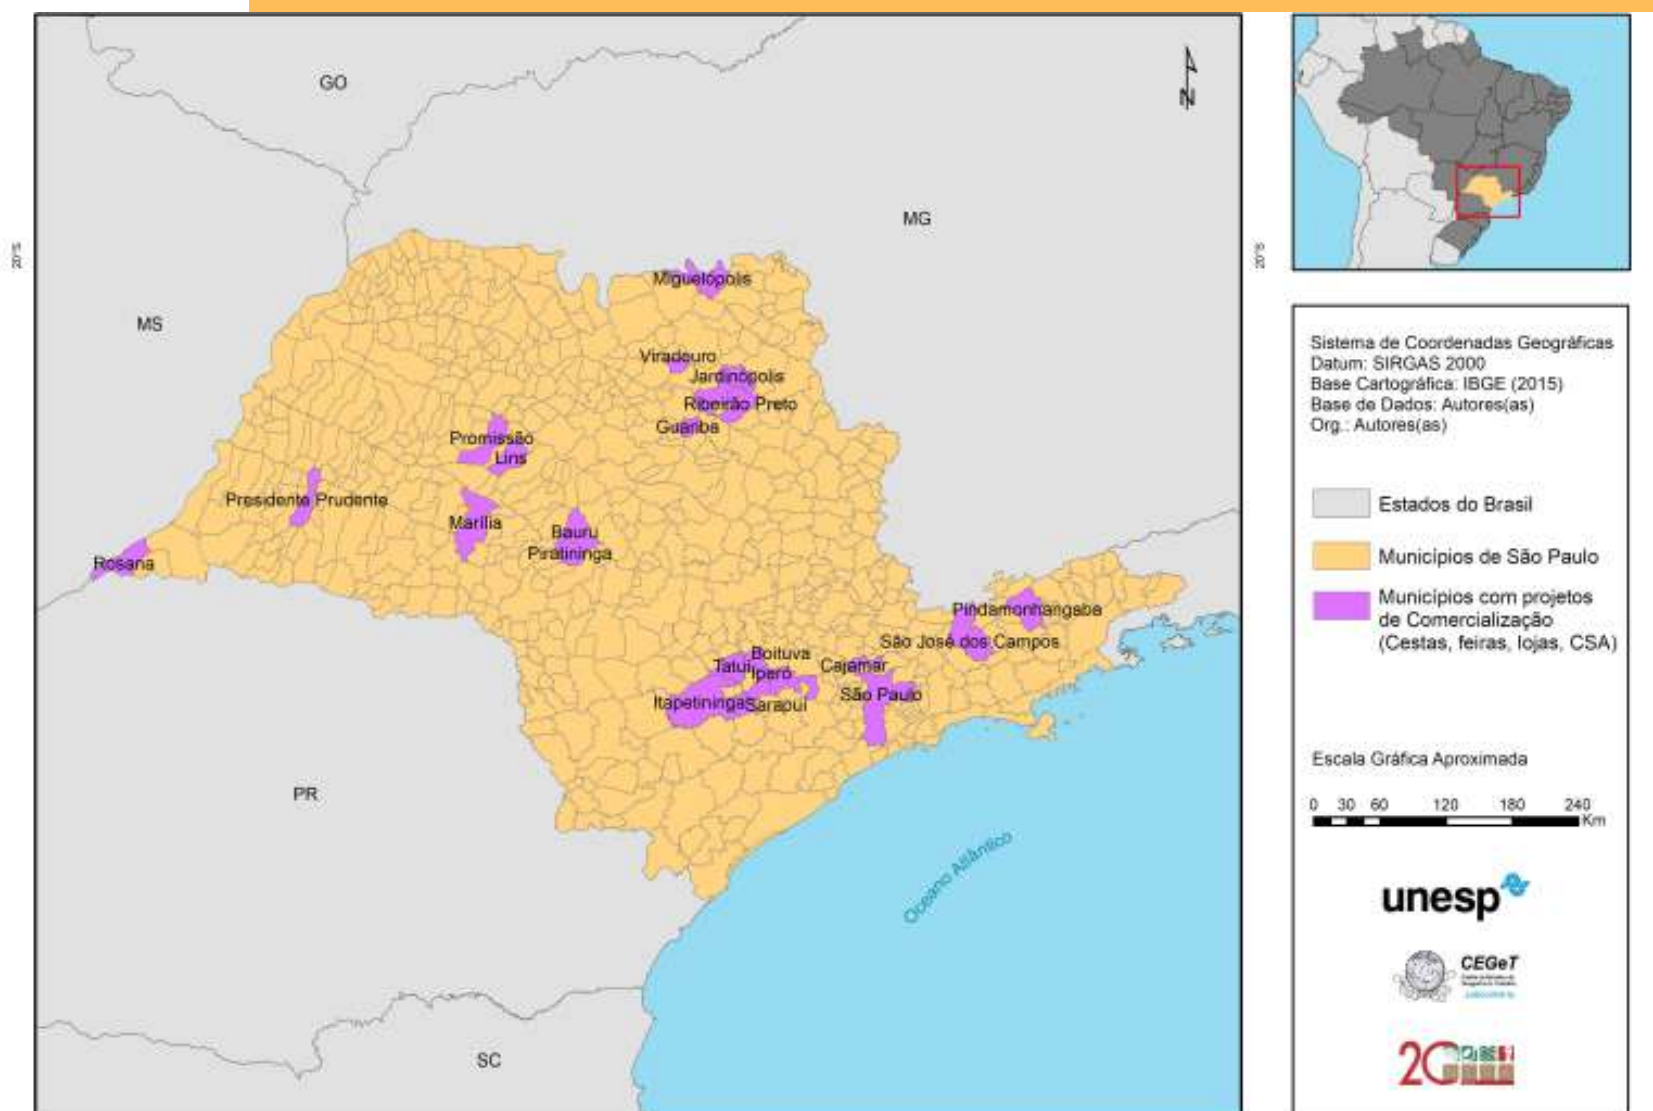 GO
MG
MS
20°S
20°S
Miguelópolis
Viradouro
Jardinópolis
Ribeirão Preto
Guariba
Promissão
Lins
Presidente Prudente
Marília
Bauru
Piratininga
Rosana
Pindamonhangaba
São José dos Campos
Boituva
Tatuí
Iperó
Cajamar
Itapetininga
Sarapuí
São Paulo
PR
SC
Oceano Atlântico
N
Sistema de Coordenadas Geográficas
Datum: SIRGAS 2000
Base Cartográfica: IBGE (2015)
Base de Dados: Autores(as)
Org.: Autores(as)
Estados do Brasil
Municípios de São Paulo
Municípios com projetos
de Comercialização
(Cestas, feiras, lojas, CSA)
Escala Gráfica Aproximada
0 30 60 120 180 240
Km
unesp
CEGeT
20